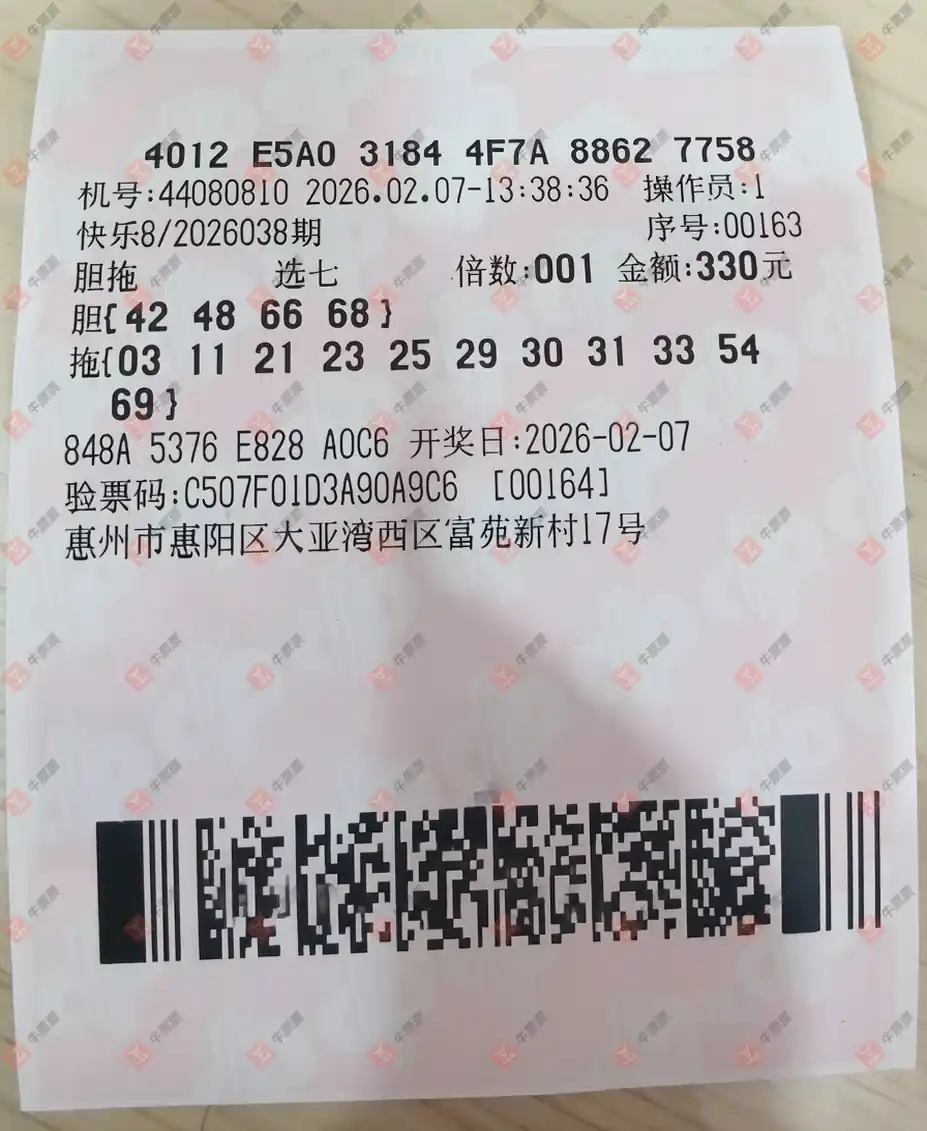 4012 E5A0 3184 4F7A 8862 7758
机号:44080810 2026.02.07-13:38:36 操作员:1
快乐8/2026038期 序号:00163
胆拖 选七 倍数:001 金额:330元
胆{42 48 66 68}
拖{03 11 21 23 25 29 30 31 33 54
69}
848A 5376 E828 A0C6 开奖日:2026-02-07
验票码:C507F01D3A90A9C6 [00164]
惠州市惠阳区大亚湾西区富苑新村17号
牛票票